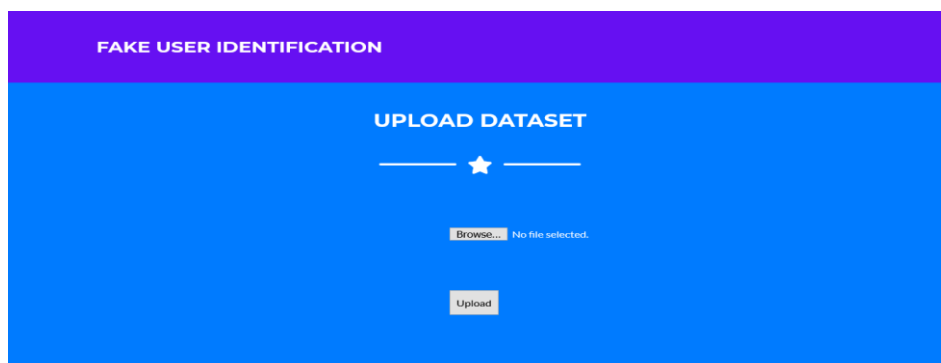 FAKE USER IDENTIFICATION
UPLOAD DATASET
Browse... No file selected.
Upload